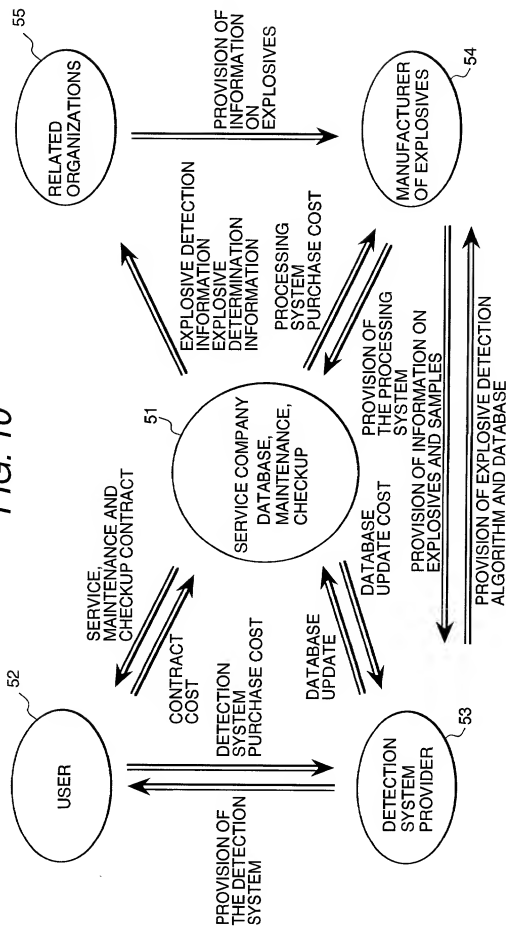 FIG. 10
52
USER
SERVICE,
MAINTENANCE AND
CHECKUP CONTRACT
CONTRACT
COST
PROVISION OF
THE DETECTION
SYSTEM
DETECTION
SYSTEM
PURCHASE COST
DETECTION
SYSTEM
PROVIDER
53
51
SERVICE COMPANY
DATABASE,
MAINTENANCE,
CHECKUP
DATABASE
UPDATE
DATABASE
UPDATE COST
EXPLOSIVE DETECTION
INFORMATION
EXPLOSIVE
DETERMINATION
INFORMATION
55
RELATED
ORGANIZATIONS
PROVISION OF
INFORMATION
ON
EXPLOSIVES
PROCESSING
SYSTEM
PURCHASE COST
PROVISION OF
THE PROCESSING
SYSTEM
MANUFACTURER
OF EXPLOSIVES
54
PROVISION OF INFORMATION ON
EXPLOSIVES AND SAMPLES
PROVISION OF EXPLOSIVE DETECTION
ALGORITHM AND DATABASE